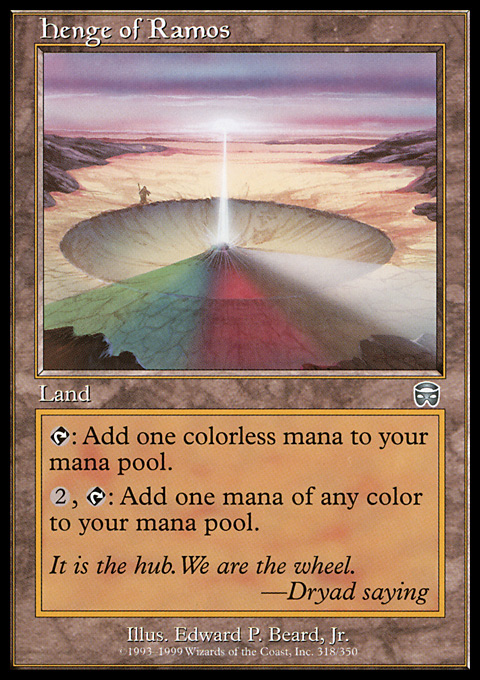 Henge of Ramos
Land
: Add one colorless mana to your
mana pool.
2, : Add one mana of any color
to your mana pool.
It is the hub. We are the wheel.
—Dryad saying
Illus. Edward P. Beard, Jr.
©1993-1999 Wizards of the Coast, Inc. 318/350